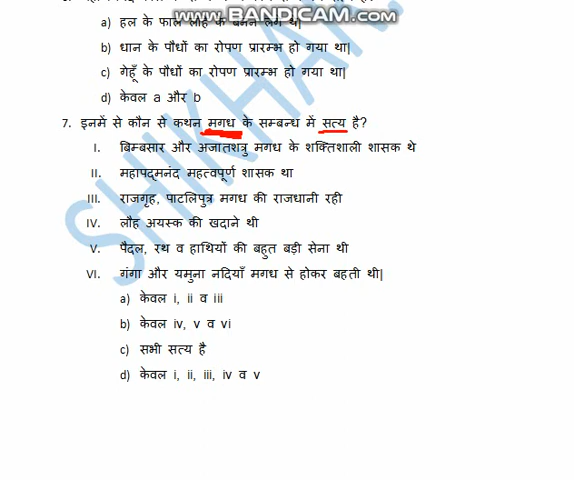 www.BANDICAM.com
a) हल के फाल लौह के बनने लगे थे|
b) धान के पौधों का रोपण प्रारम्भ हो गया था|
c) गेहूँ के पौधों का रोपण प्रारम्भ हो गया था|
d) केवल a और b
7. इनमें से कौन से कथन मगध के सम्बन्ध में सत्य है?
I. बिम्बसार और अजातशत्रु मगध के शक्तिशाली शासक थे
II. महापद्मनंद महत्वपूर्ण शासक था
III. राजगृह, पाटलिपुत्र मगध की राजधानी रही
IV. लौह अयस्क की खदाने थी
V. पैदल, रथ व हाथियों की बहुत बड़ी सेना थी
VI. गंगा और यमुना नदियाँ मगध से होकर बहती थी|
a) केवल i, ii व iii
b) केवल iv, v व vi
c) सभी सत्य है
d) केवल i, ii, iii, iv व v
SHIKHAR